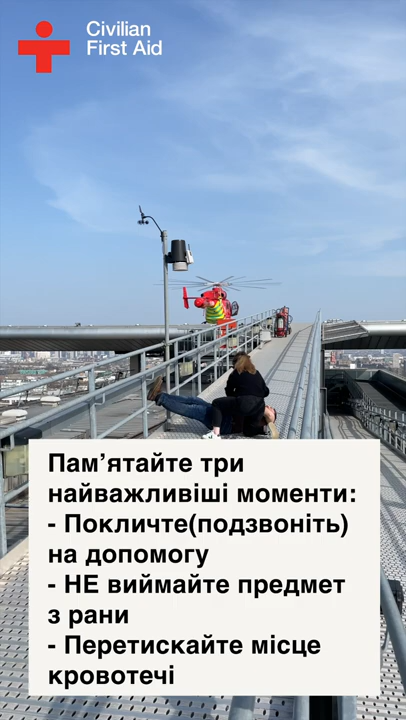 Civilian
First Aid
Пам’ятайте три
найважливіші моменти:
- Покличте(подзвоніть)
на допомогу
- НЕ виймайте предмет
з рани
- Перетискайте місце
кровотечі